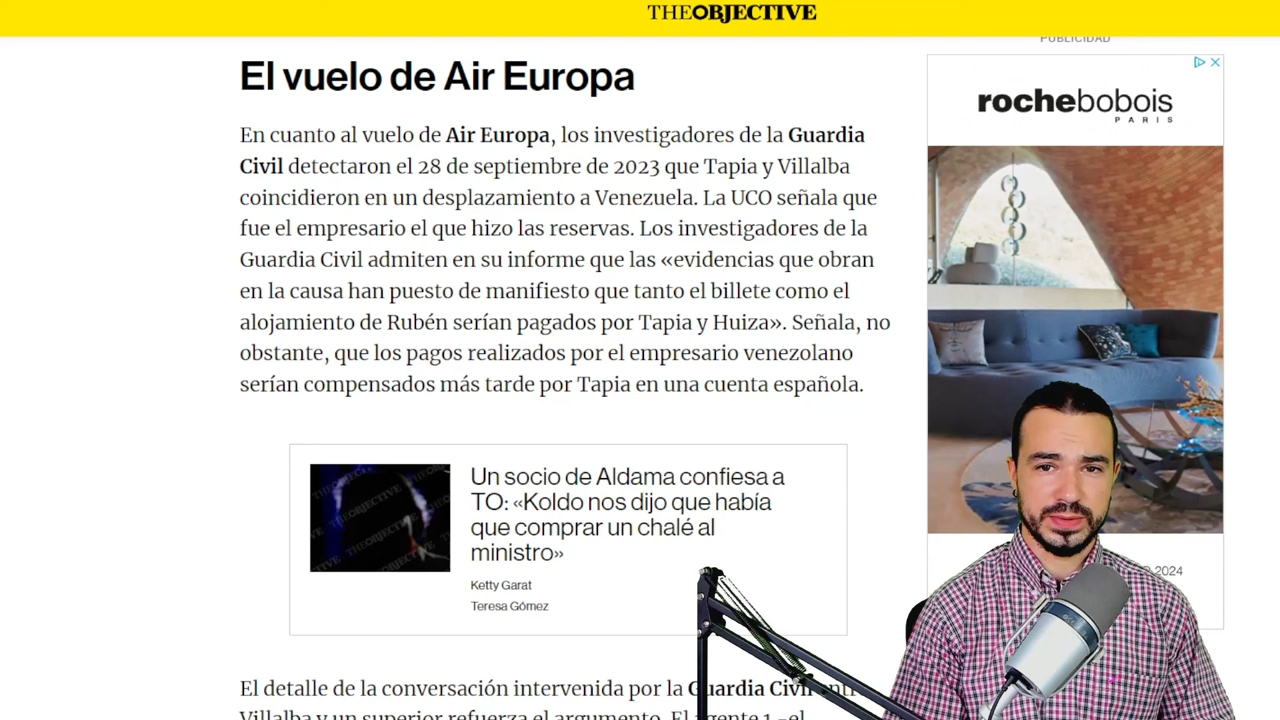 THEOBJECTIVE
PUBLICIDAD
El vuelo de Air Europa
En cuanto al vuelo de Air Europa, los investigadores de la Guardia
Civil detectaron el 28 de septiembre de 2023 que Tapia y Villalba
coincidieron en un desplazamiento a Venezuela. La UCO señala que
fue el empresario el que hizo las reservas. Los investigadores de la
Guardia Civil admiten en su informe que las «evidencias que obran
en la causa han puesto de manifiesto que tanto el billete como el
alojamiento de Rubén serían pagados por Tapia y Huiza». Señala, no
obstante, que los pagos realizados por el empresario venezolano
serían compensados más tarde por Tapia en una cuenta española.
Un socio de Aldama confiesa a
TO: «Koldo nos dijo que había
que comprar un chalé al
ministro»
Ketty Garat
Teresa Gómez
El detalle de la conversación intervenida por la Guardia Civil
Villalba y un superior refuerza el argumento. El agente 1 -el
rochebobois
PARIS
2024
THEOBJECTIVE